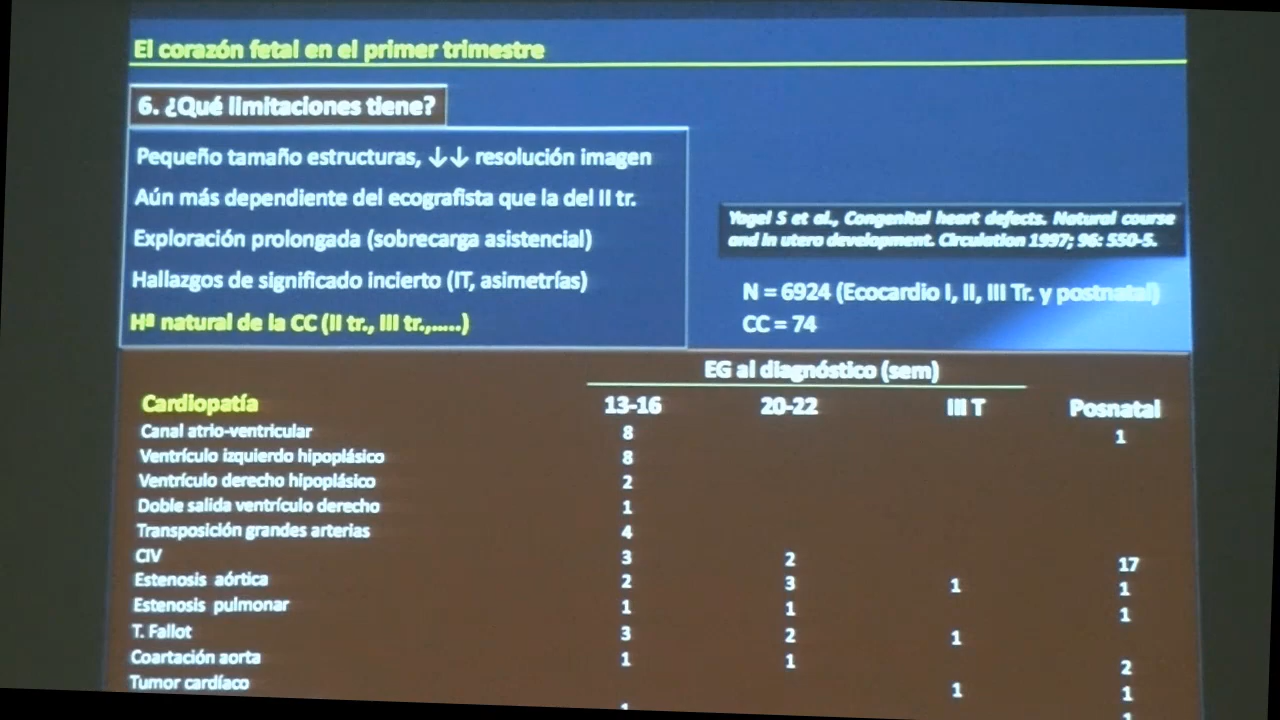 El corazón fetal en el primer trimestre
6. ¿Qué limitaciones tiene?
Pequeño tamaño estructuras, ↓↓ resolución imagen
Aún más dependiente del ecografista que la del II tr.
Exploración prolongada (sobrecarga asistencial)
Hallazgos de significado incierto (IT, asimetrías)
Hª natural de la CC (II tr., III tr.,.....)
Yagel S et al., Congenital heart defects. Natural course
and in utero development. Circulation 1997; 96: 550-5.
N = 6924 (Ecocardio I, II, III Tr. y postnatal)
CC = 74
EG al diagnóstico (sem)
Cardiopatía 13-16 20-22 III T Posnatal
Canal atrio-ventricular 8 1
Ventrículo izquierdo hipoplásico 8
Ventrículo derecho hipoplásico 2
Doble salida ventrículo derecho 1
Transposición grandes arterias 4
CIV 3 2 17
Estenosis aórtica 2 3 1 1
Estenosis pulmonar 1 1 1
T. Fallot 3 2 1
Coartación aorta 1 1 2
Tumor cardíaco 1 1